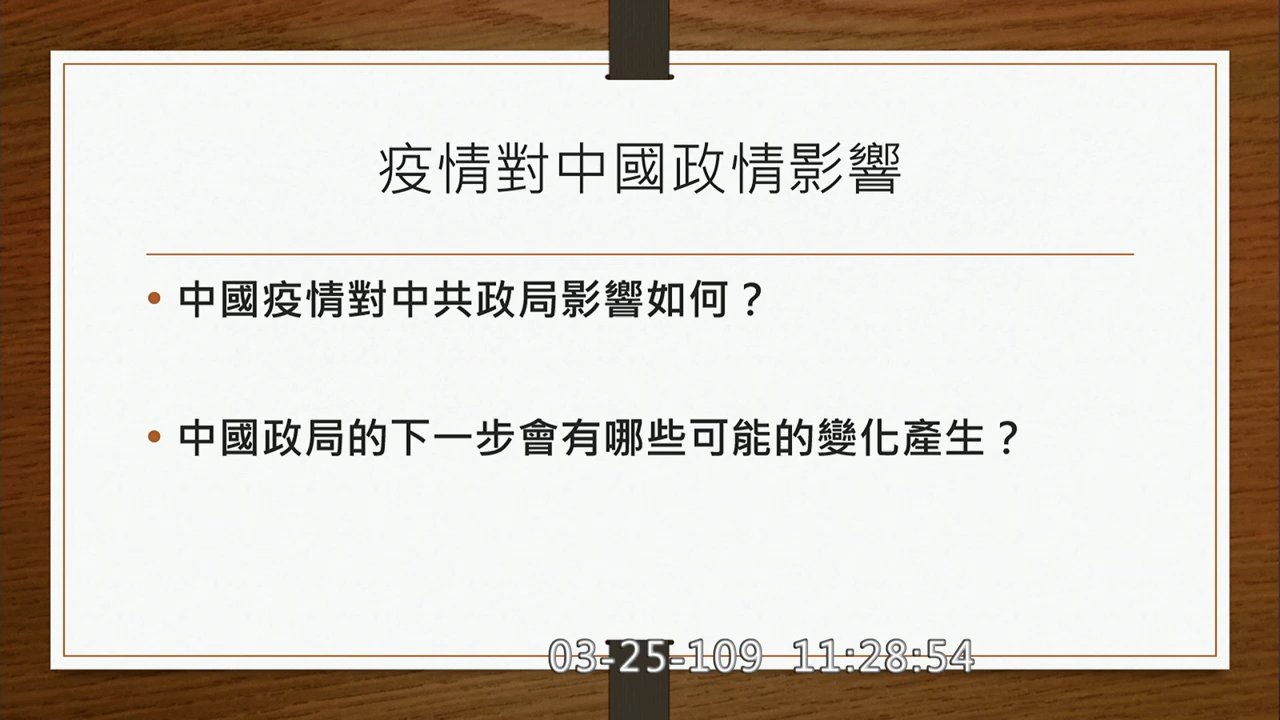 疫情對中國政情影響
• 中國疫情對中共政局影響如何？
• 中國政局的下一步會有哪些可能的變化產生？
03-25-109 11:28:54